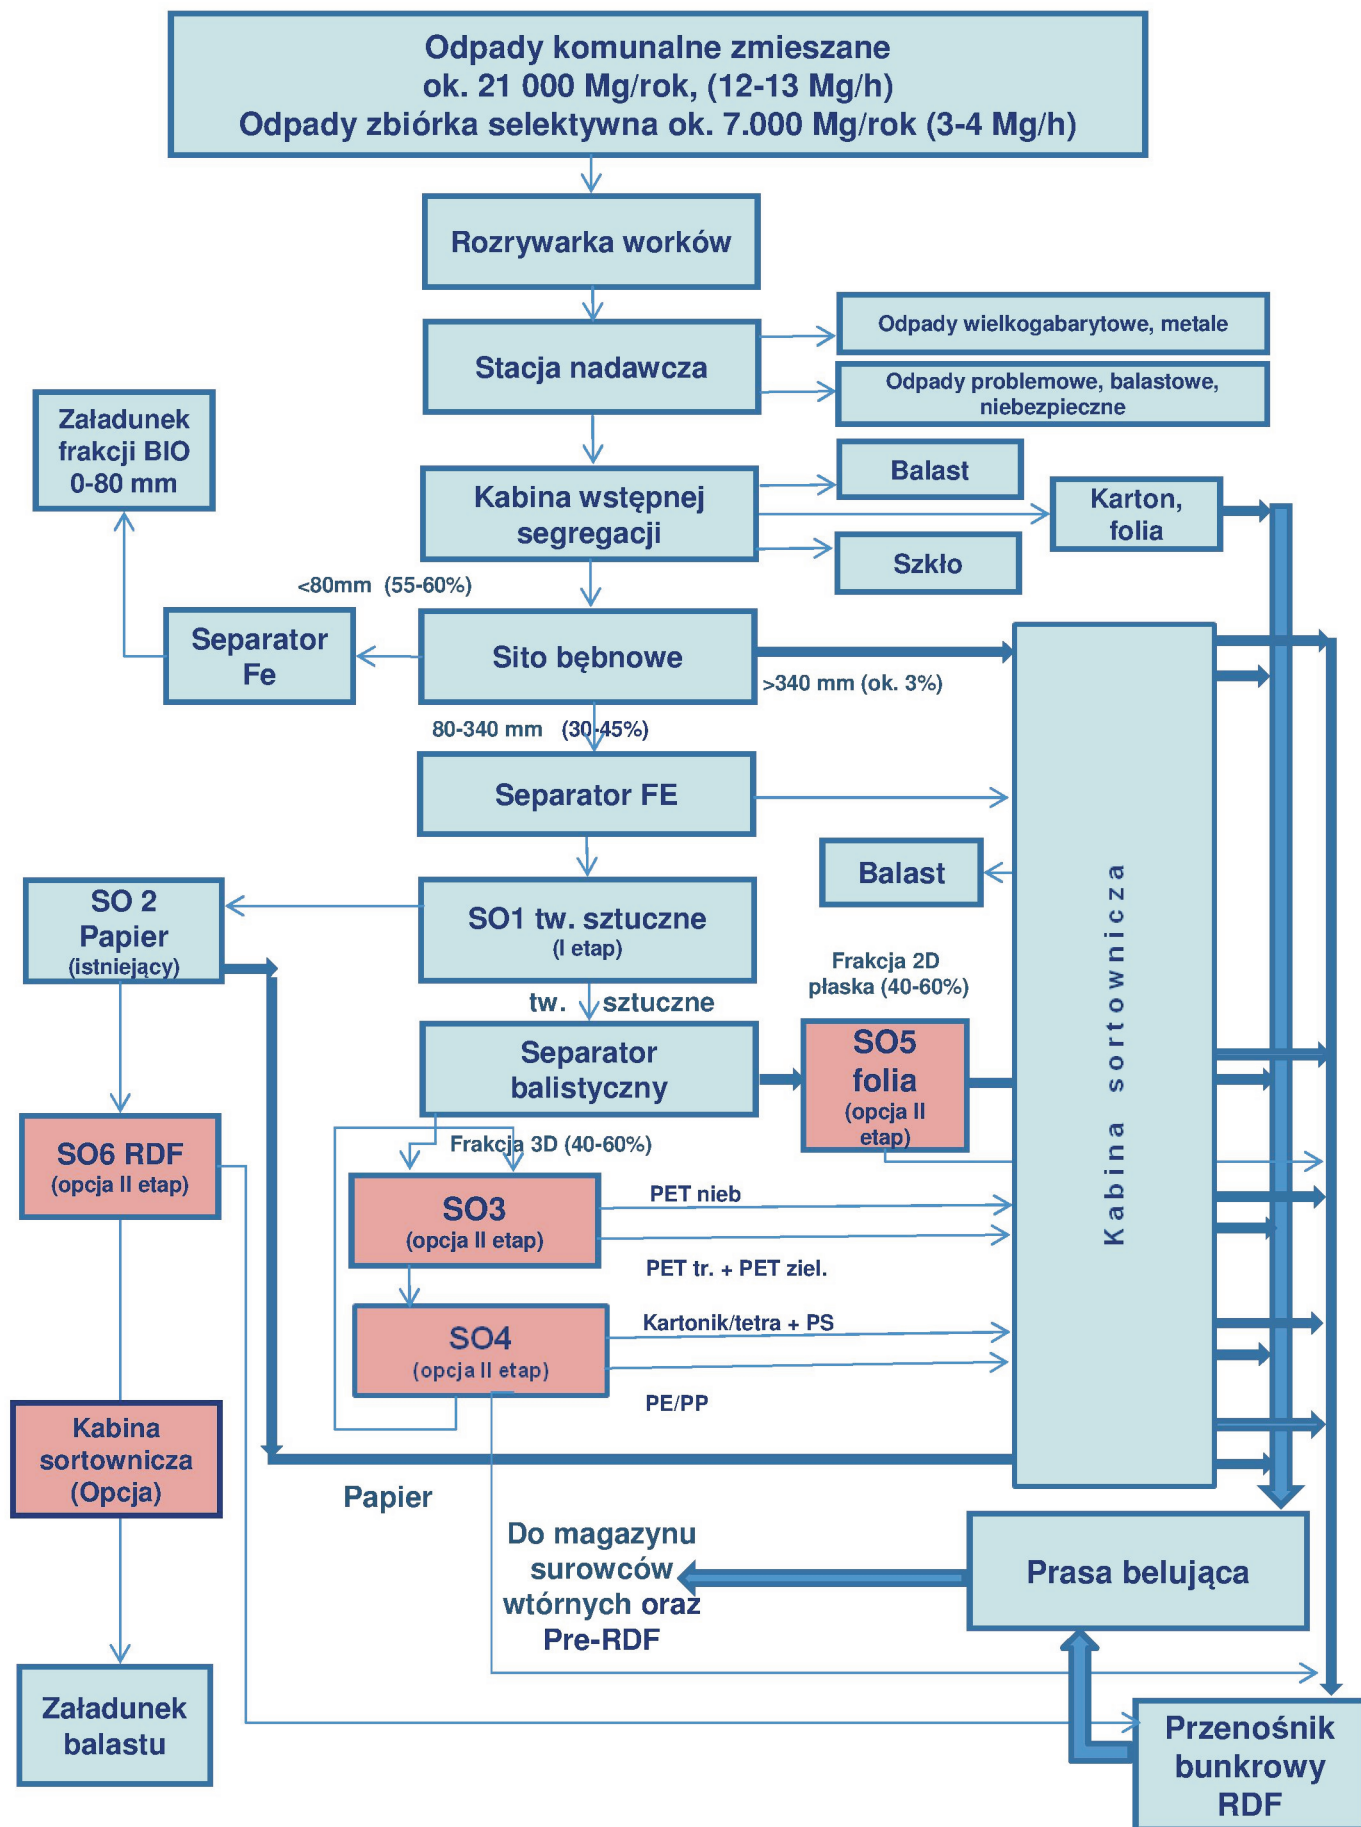 Odpady komunalne zmieszane
ok. 21 000 Mg/rok, (12-13 Mg/h)
Odpady zbiórka selektywna ok. 7.000 Mg/rok (3-4 Mg/h)
Rozrywarka worków
Stacja nadawcza
Odpady wielkogabarytowe, metale
Odpady problemowe, balastowe,
niebezpieczne
Załadunek
frakcji BIO
0-80 mm
Kabina wstępnej
segregacji
Balast
Karton,
folia
Szkło
<80mm (55-60%)
Separator
Fe
Sito bębnowe
>340 mm (ok. 3%)
80-340 mm (30-45%)
Separator FE
Balast
Kabina sortownicza
SO 2
Papier
(istniejący)
SO1 tw. sztuczne
(I etap)
Frakcja 2D
płaska (40-60%)
tw. sztuczne
Separator
balistyczny
SO5
folia
(opcja II
etap)
Frakcja 3D (40-60%)
SO6 RDF
(opcja II etap)
SO3
(opcja II etap)
PET nieb
PET tr. + PET ziel.
SO4
(opcja II etap)
Kartonik/tetra + PS
PE/PP
Kabina
sortownicza
(Opcja)
Papier
Do magazynu
surowców
wtórnych oraz
Pre-RDF
Prasa belująca
Załadunek
balastu
Przenośnik
bunkrowy
RDF